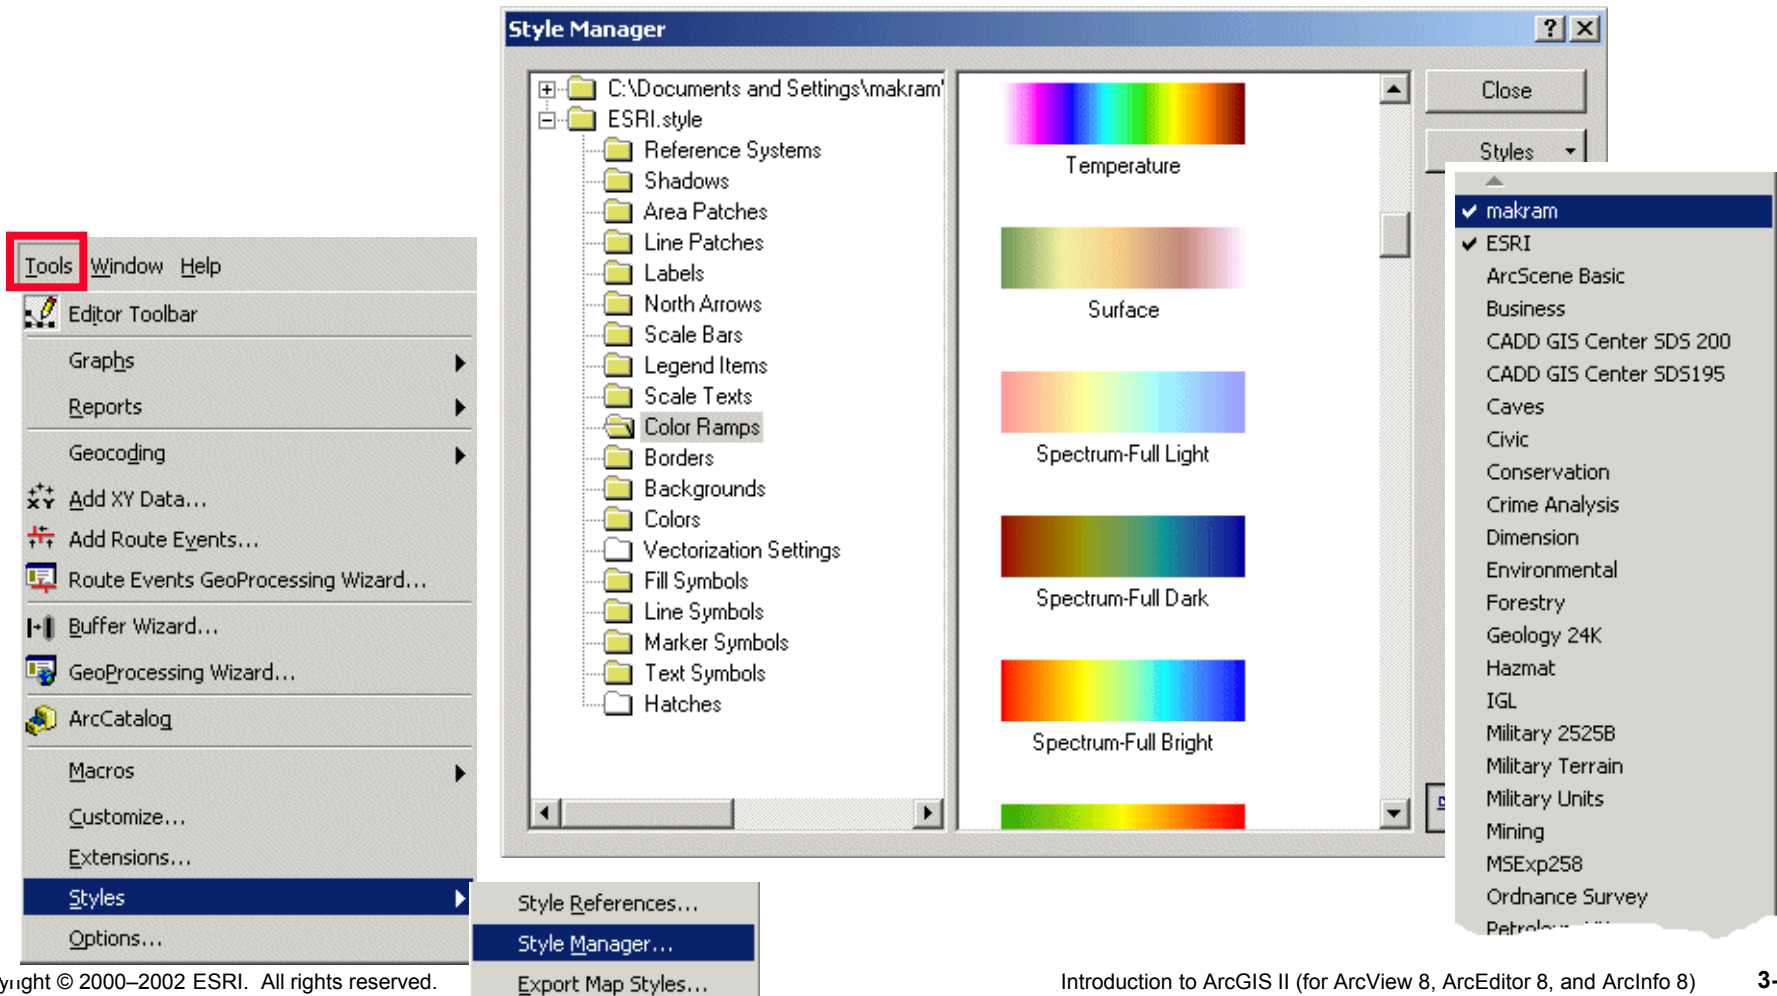 Style Manager
C:\Documents and Settings\makram'
ESRI.style
Reference Systems
Shadows
Area Patches
Line Patches
Labels
North Arrows
Scale Bars
Legend Items
Scale Texts
Color Ramps
Borders
Backgrounds
Colors
Vectorization Settings
Fill Symbols
Line Symbols
Marker Symbols
Text Symbols
Hatches
Temperature
Surface
Spectrum-Full Light
Spectrum-Full Dark
Spectrum-Full Bright
Close
Styles
makram
ESRI
ArcScene Basic
Business
CADD GIS Center SDS 200
CADD GIS Center SDS195
Caves
Civic
Conservation
Crime Analysis
Dimension
Environmental
Forestry
Geology 24K
Hazmat
IGL
Military 2525B
Military Terrain
Military Units
Mining
MSExp258
Ordnance Survey
Tools Window Help
Editor Toolbar
Graphs
Reports
Geocoding
Add XY Data...
Add Route Events...
Route Events GeoProcessing Wizard...
Buffer Wizard...
GeoProcessing Wizard...
ArcCatalog
Macros
Customize...
Extensions...
Styles
Options...
Style References...
Style Manager...
Export Map Styles...
yright © 2000–2002 ESRI. All rights reserved.
Introduction to ArcGIS II (for ArcView 8, ArcEditor 8, and ArcInfo 8) 3-